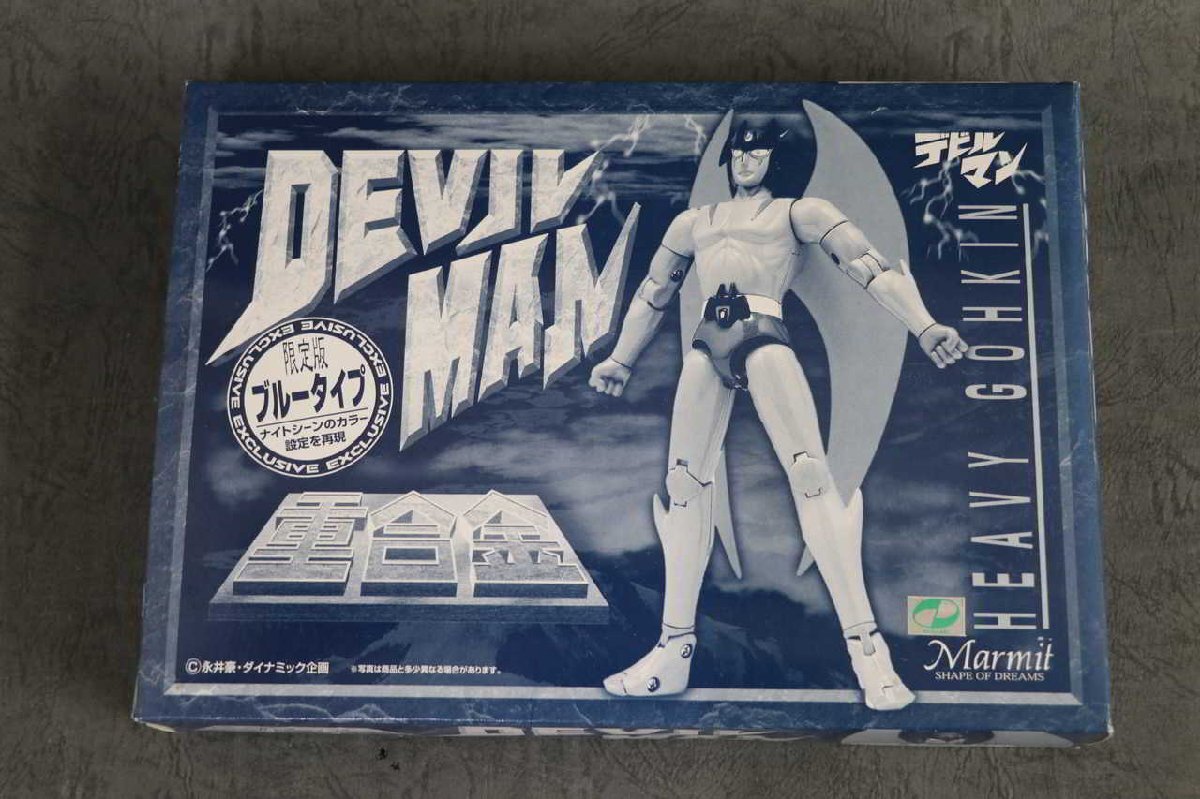 DEVIL
MAN
デビル
マン
HEAVY GOHKIN
EXCLUSIVE EXCLUSIVE EXCLUSIVE EXCLUSIVE
限定版
ブルータイプ
ナイトシーンのカラー
設定を再現
重合金
Marmit
SHAPE OF DREAMS
©永井豪・ダイナミック企画
※写真は商品と多少異なる場合があります。